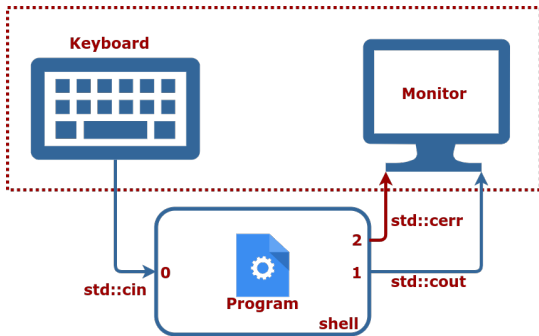 Keyboard
Monitor
2
std::cerr
std::cin
0
1
std::cout
Program
shell